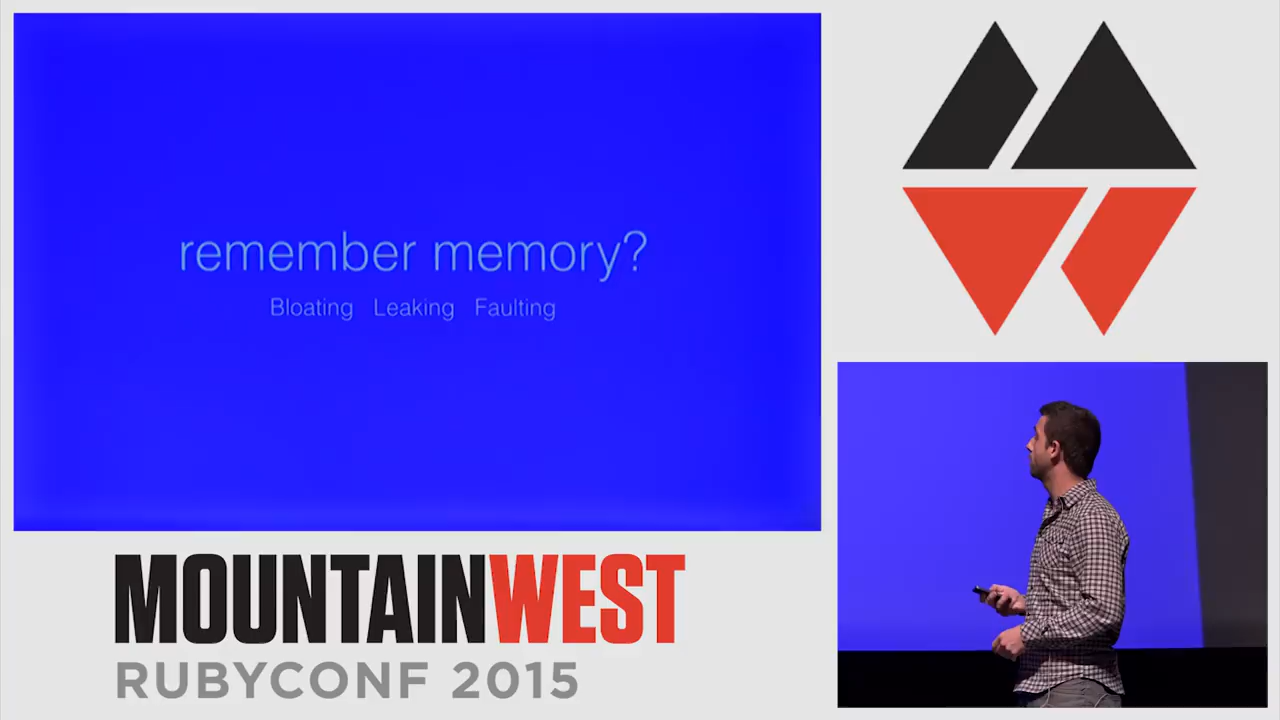 remember memory?
Bloating Leaking Faulting
MOUNTAINWEST
RUBYCONF 2015